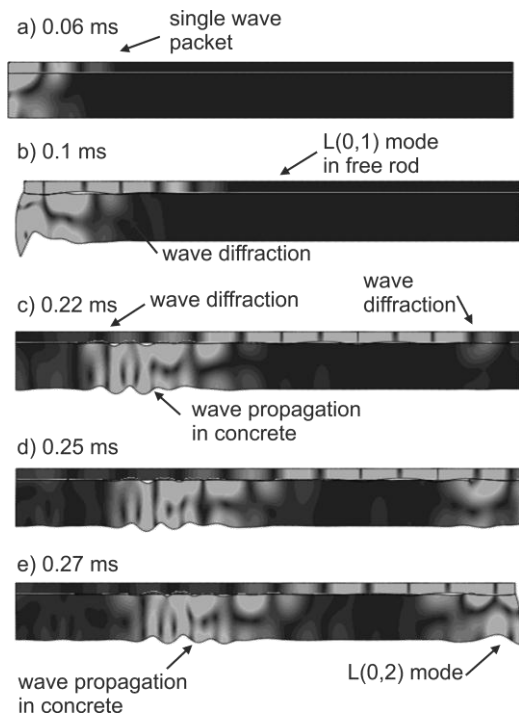 a) 0.06 ms
single wave
packet
b) 0.1 ms
L(0,1) mode
in free rod
wave diffraction
c) 0.22 ms
wave diffraction
wave
diffraction
wave propagation
in concrete
d) 0.25 ms
e) 0.27 ms
wave propagation
in concrete
L(0,2) mode